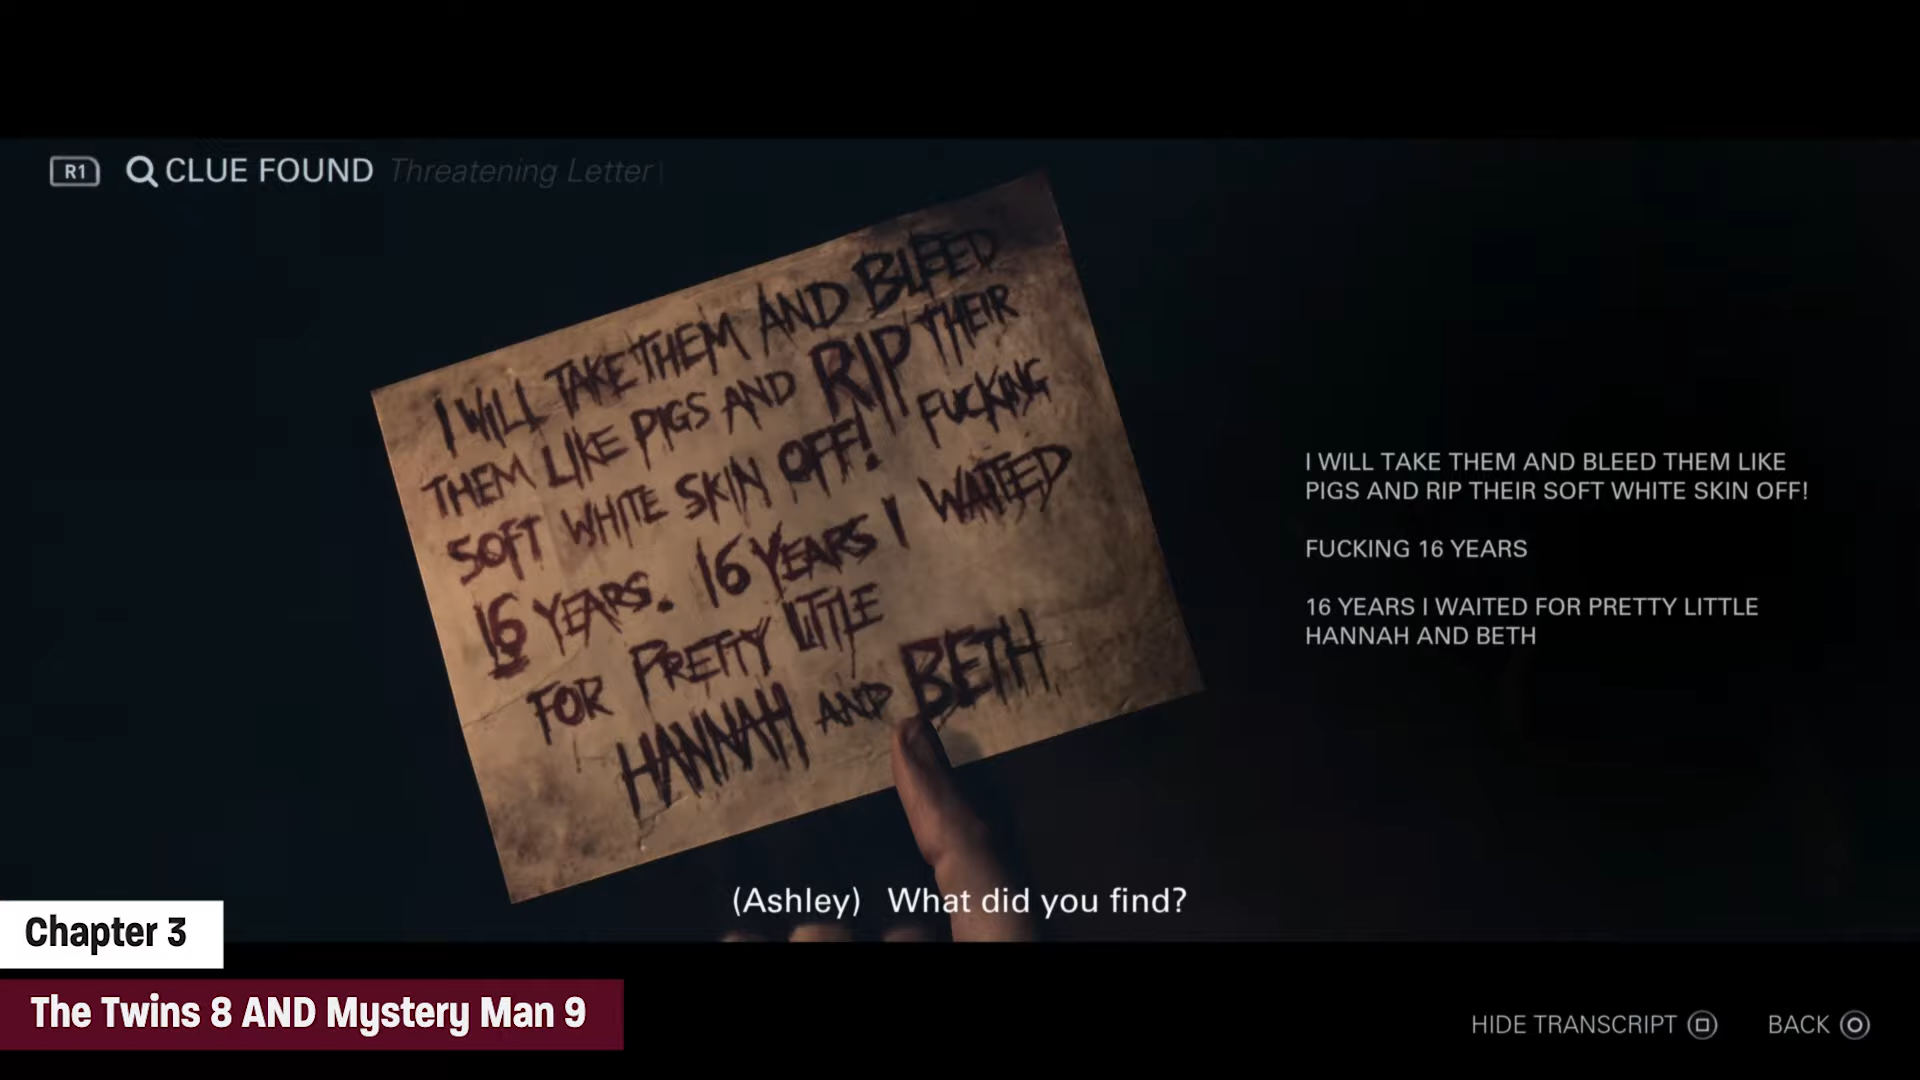 R1 CLUE FOUND Threatening Letter
I WILL TAKE THEM AND BLEED
THEM LIKE PIGS AND RIP THEIR
SOFT WHITE SKIN OFF! FUCKING
16 YEARS. 16 YEARS I WAITED
FOR PRETTY LITTLE
HANNAH AND BETH
I WILL TAKE THEM AND BLEED THEM LIKE
PIGS AND RIP THEIR SOFT WHITE SKIN OFF!
FUCKING 16 YEARS
16 YEARS I WAITED FOR PRETTY LITTLE
HANNAH AND BETH
(Ashley) What did you find?
Chapter 3
The Twins 8 AND Mystery Man 9
HIDE TRANSCRIPT BACK